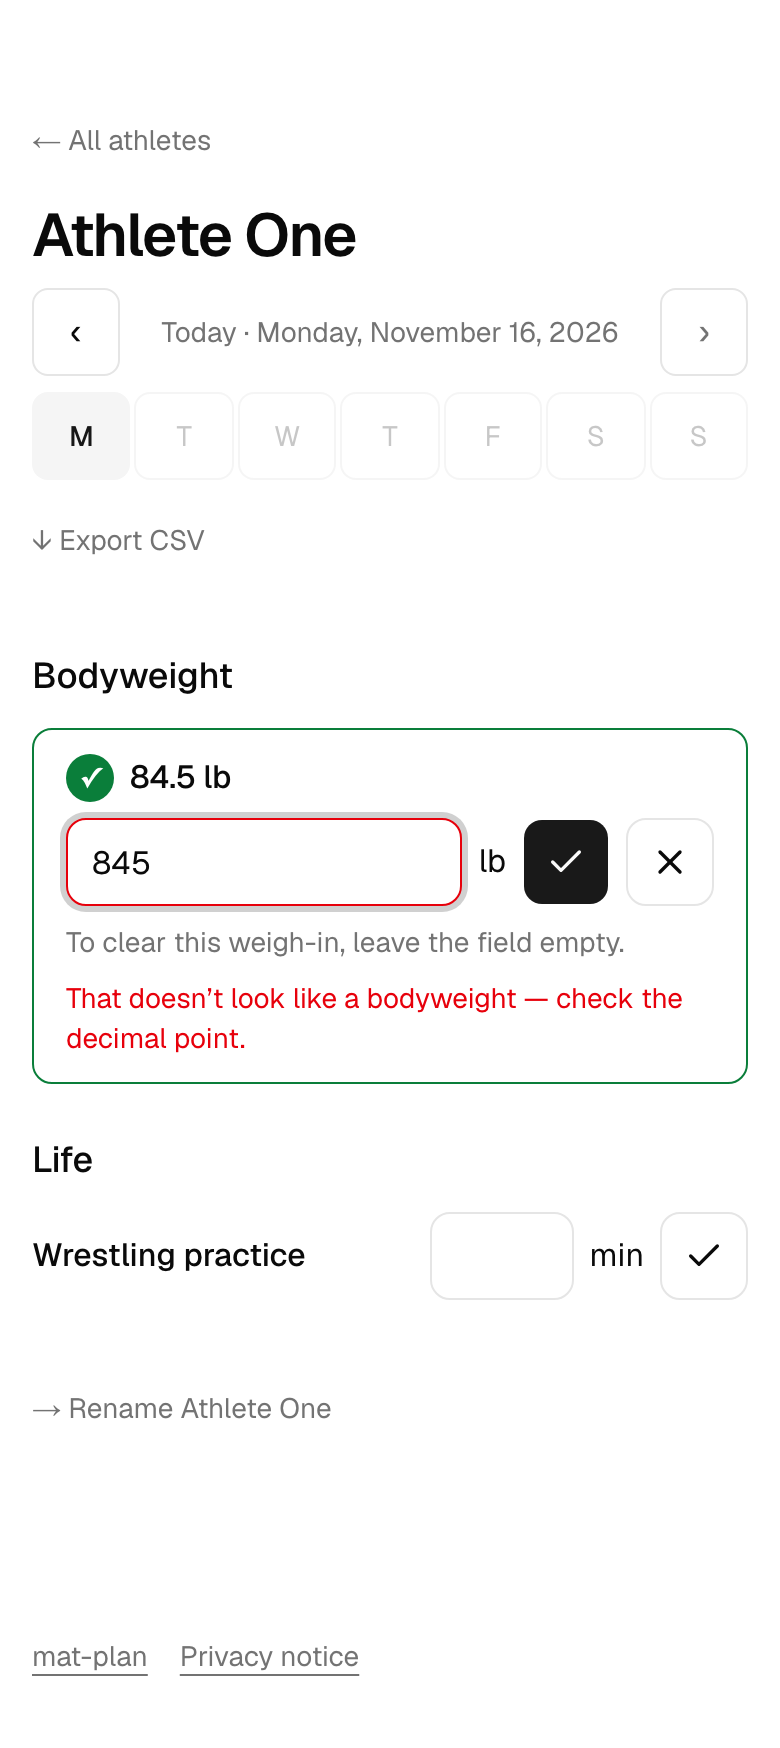 ← All athletes
Athlete One
‹ Today · Monday, November 16, 2026 ›
M T W T F S S
↓ Export CSV
Bodyweight
✓ 84.5 lb
845 lb ✓ ✕
To clear this weigh-in, leave the field empty.
That doesn’t look like a bodyweight — check the
decimal point.
Life
Wrestling practice min ✓
→ Rename Athlete One
mat-plan Privacy notice